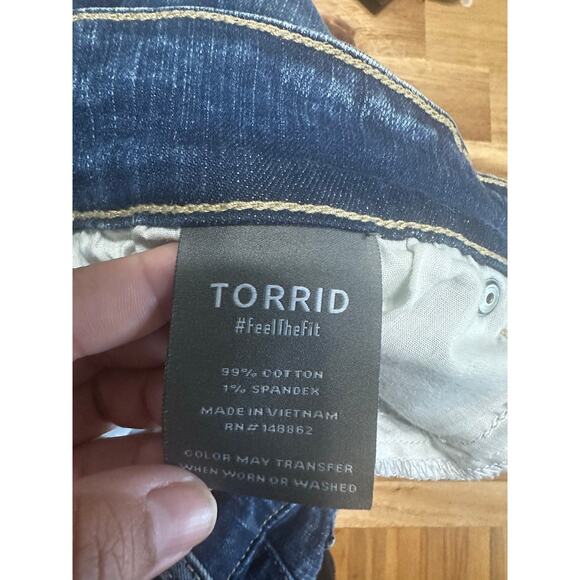 TORRID
#FeelTheFit
99% COTTON
1% SPANDEX
MADE IN VIETNAM
RN# 148862
COLOR MAY TRANSFER
WHEN WORN OR WASHED